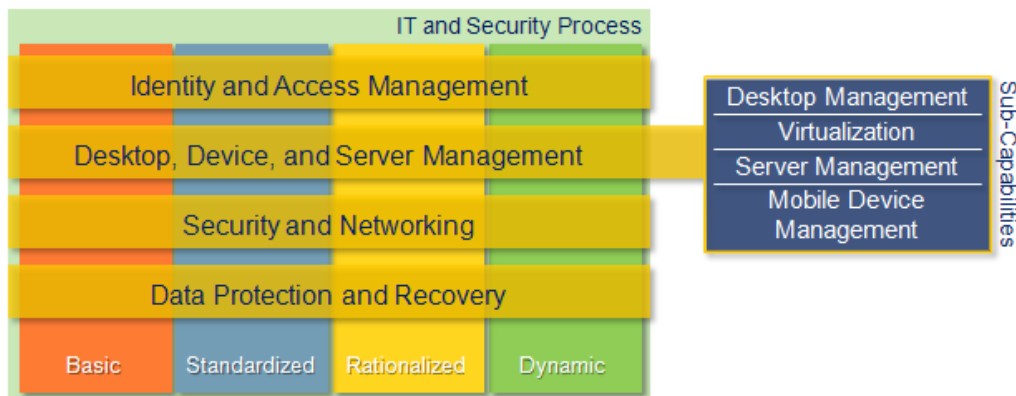 IT and Security Process
Identity and Access Management
Desktop, Device, and Server Management
Security and Networking
Data Protection and Recovery
Basic
Standardized
Rationalized
Dynamic
Desktop Management
Virtualization
Server Management
Mobile Device
Management
Sub-Capabilities